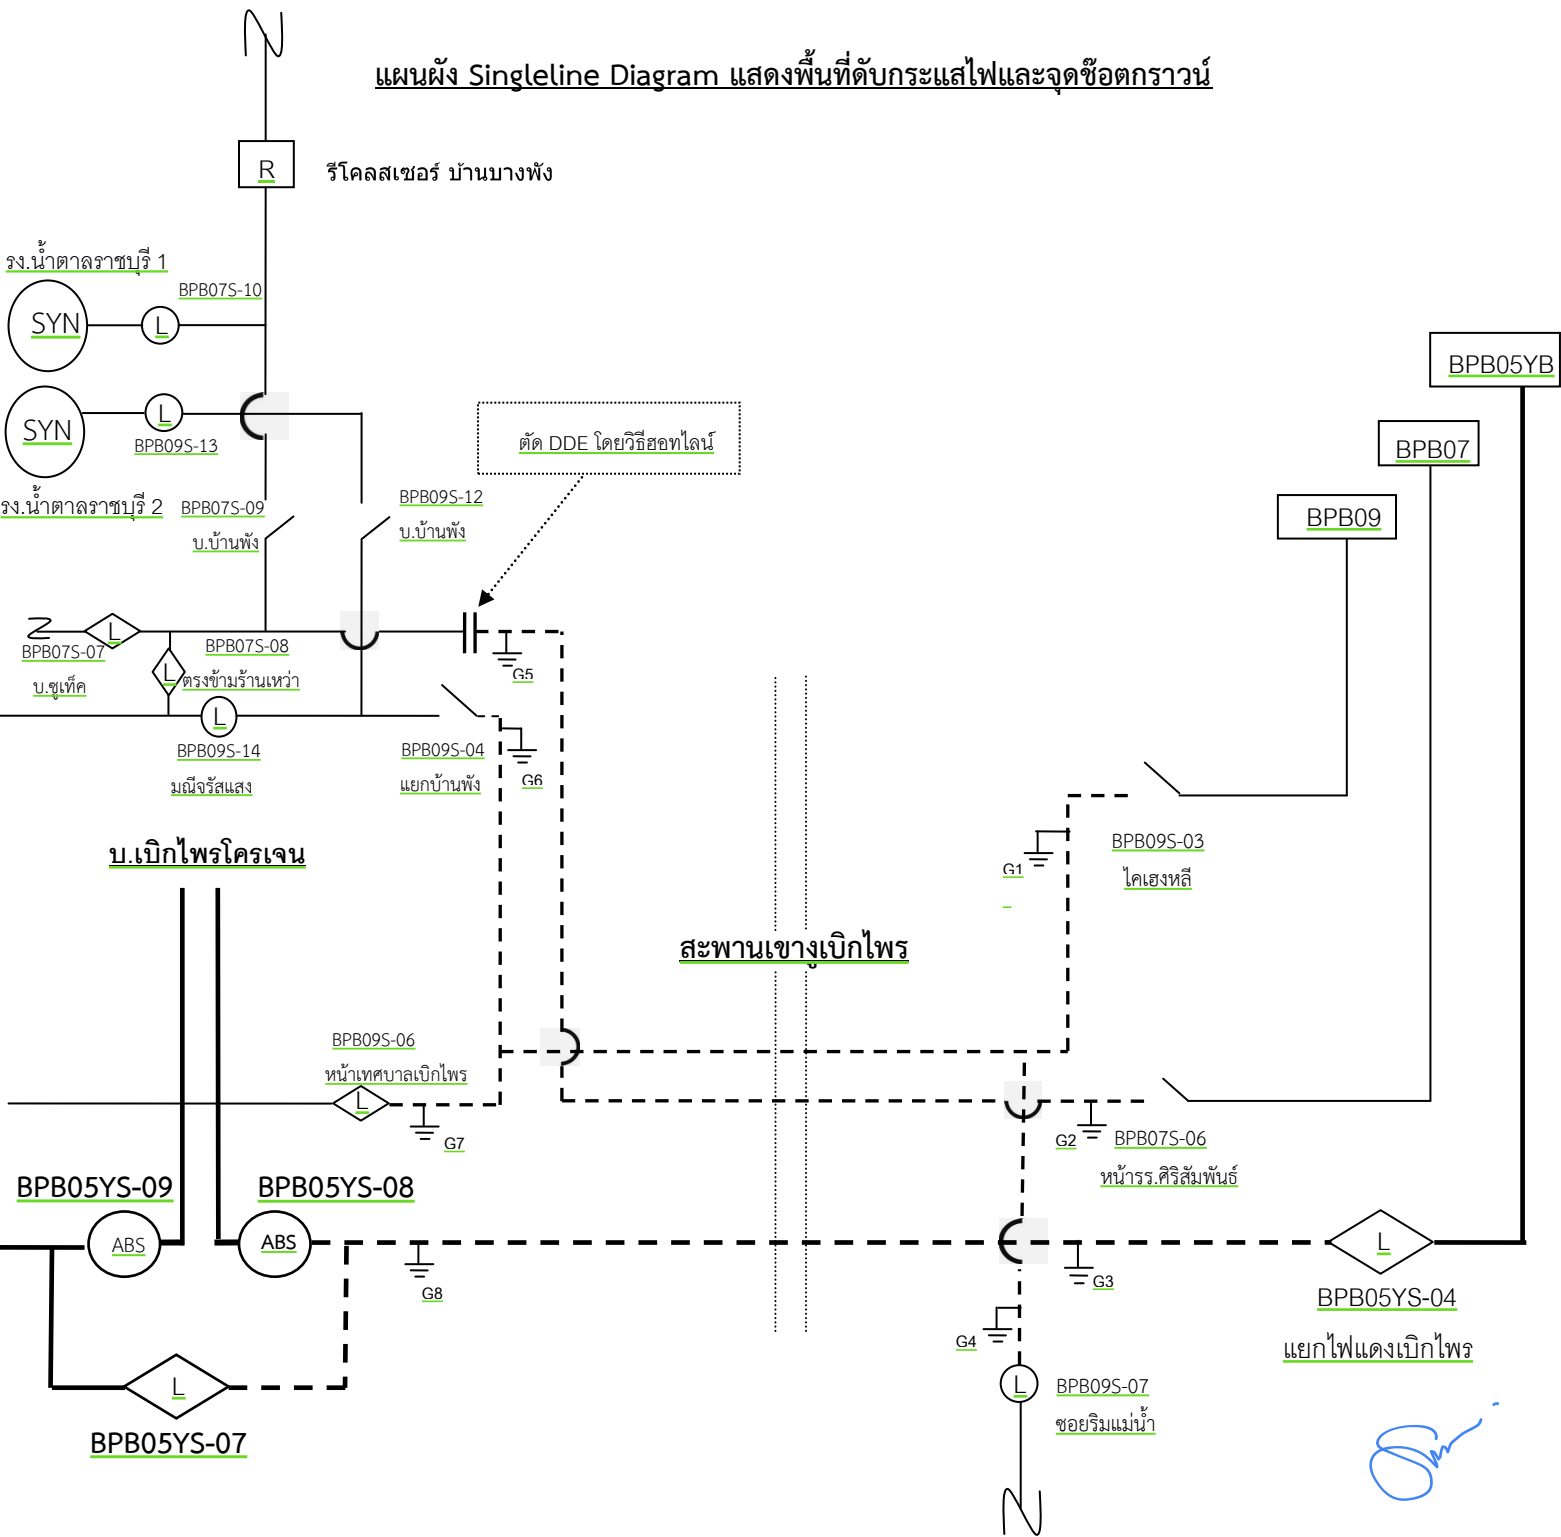 แผนผัง Singleline Diagram แสดงพื้นที่ดับกระแสไฟและจุดช๊อตกราวน์
R
รีโคลสเซอร์ บ้านบางพัง
รง.น้ำตาลราชบุรี 1
BPB07S-10
SYN
L
BPB05YB
SYN
L
BPB09S-13
ตัด DDE โดยวิธีฮอทไลน์
BPB07
รง.น้ำตาลราชบุรี 2
BPB07S-09
บ.บ้านพัง
BPB09S-12
บ.บ้านพัง
BPB09
L
BPB07S-07
บ.ซูเท็ค
BPB07S-08
L
ตรงข้ามร้านเหว่า
G5
L
BPB09S-14
มณีจรัสแสง
BPB09S-04
แยกบ้านพัง
G6
บ.เบิกไพรโครเจน
BPB09S-03
ไคเฮงหลี
G1
สะพานเขางูเบิกไพร
BPB09S-06
หน้าเทศบาลเบิกไพร
L
G7
G2
BPB07S-06
หน้ารร.ศิริสัมพันธ์
BPB05YS-09
BPB05YS-08
ABS
ABS
L
G8
G3
BPB05YS-04
แยกไฟแดงเบิกไพร
G4
L
BPB05YS-07
L
BPB09S-07
ซอยริมแม่น้ำ